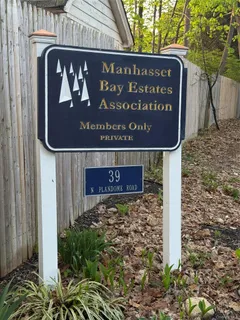 Manhasset
Bay Estates
Association
Members Only
PRIVATE
39
N. PLANDOME ROAD